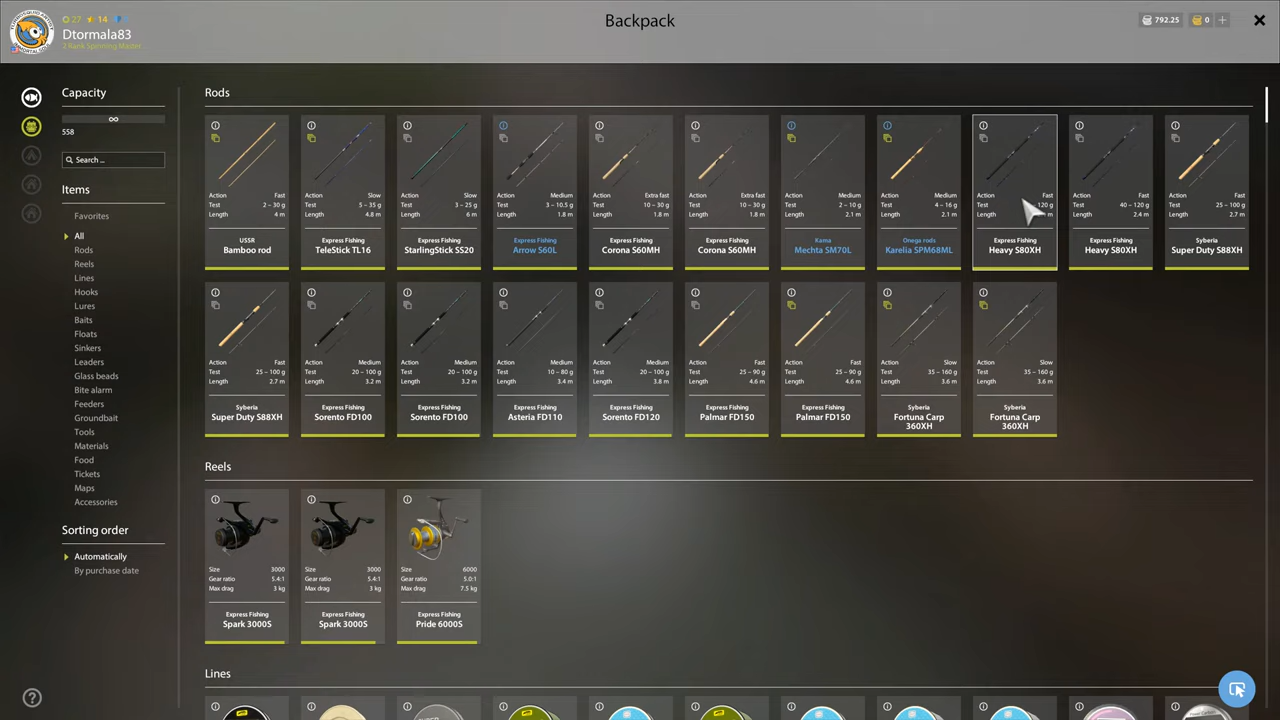 Backpack
27 14
Dtormala83
2 Rank Spinning Master
792.25 0 +
Capacity
∞
558
Search ...
Items
Favorites
All
Rods
Reels
Lines
Hooks
Lures
Baits
Floats
Sinkers
Leaders
Glass beads
Bite alarm
Feeders
Groundbait
Tools
Materials
Food
Tickets
Maps
Accessories
Sorting order
Automatically
By purchase date
Rods
Action Fast
Test 2 – 30 g
Length 4 m
USSR
Bamboo rod
Action Slow
Test 5 – 35 g
Length 4.8 m
Express Fishing
TeleStick TL16
Action Slow
Test 3 – 25 g
Length 6 m
Express Fishing
StarlingStick SS20
Action Medium
Test 3 – 10.5 g
Length 1.8 m
Express Fishing
Arrow S60L
Action Extra fast
Test 10 – 30 g
Length 1.8 m
Express Fishing
Corona S60MH
Action Extra fast
Test 10 – 30 g
Length 1.8 m
Express Fishing
Corona S60MH
Action Medium
Test 2 – 10 g
Length 2.1 m
Kama
Mechta SM70L
Action Medium
Test 4 – 16 g
Length 2.1 m
Onega rods
Karelia SPM68ML
Action Fast
Test 120 g
Length m
Express Fishing
Heavy S80XH
Action Fast
Test 40 – 120 g
Length 2.4 m
Express Fishing
Heavy S80XH
Action Fast
Test 25 – 100 g
Length 2.7 m
Syberia
Super Duty S88XH
Action Fast
Test 25 – 100 g
Length 2.7 m
Syberia
Super Duty S88XH
Action Medium
Test 20 – 100 g
Length 3.2 m
Express Fishing
Sorento FD100
Action Medium
Test 20 – 100 g
Length 3.2 m
Express Fishing
Sorento FD100
Action Medium
Test 10 – 80 g
Length 3.4 m
Express Fishing
Asteria FD110
Action Medium
Test 20 – 100 g
Length 3.8 m
Express Fishing
Sorento FD120
Action Fast
Test 25 – 90 g
Length 4.6 m
Express Fishing
Palmar FD150
Action Fast
Test 25 – 90 g
Length 4.6 m
Express Fishing
Palmar FD150
Action Slow
Test 35 – 160 g
Length 3.6 m
Syberia
Fortuna Carp
360XH
Action Slow
Test 35 – 160 g
Length 3.6 m
Syberia
Fortuna Carp
360XH
Reels
Size 3000
Gear ratio 5.4:1
Max drag 3 kg
Express Fishing
Spark 3000S
Size 3000
Gear ratio 5.4:1
Max drag 3 kg
Express Fishing
Spark 3000S
Size 6000
Gear ratio 5.0:1
Max drag 7.5 kg
Express Fishing
Pride 6000S
Lines
?